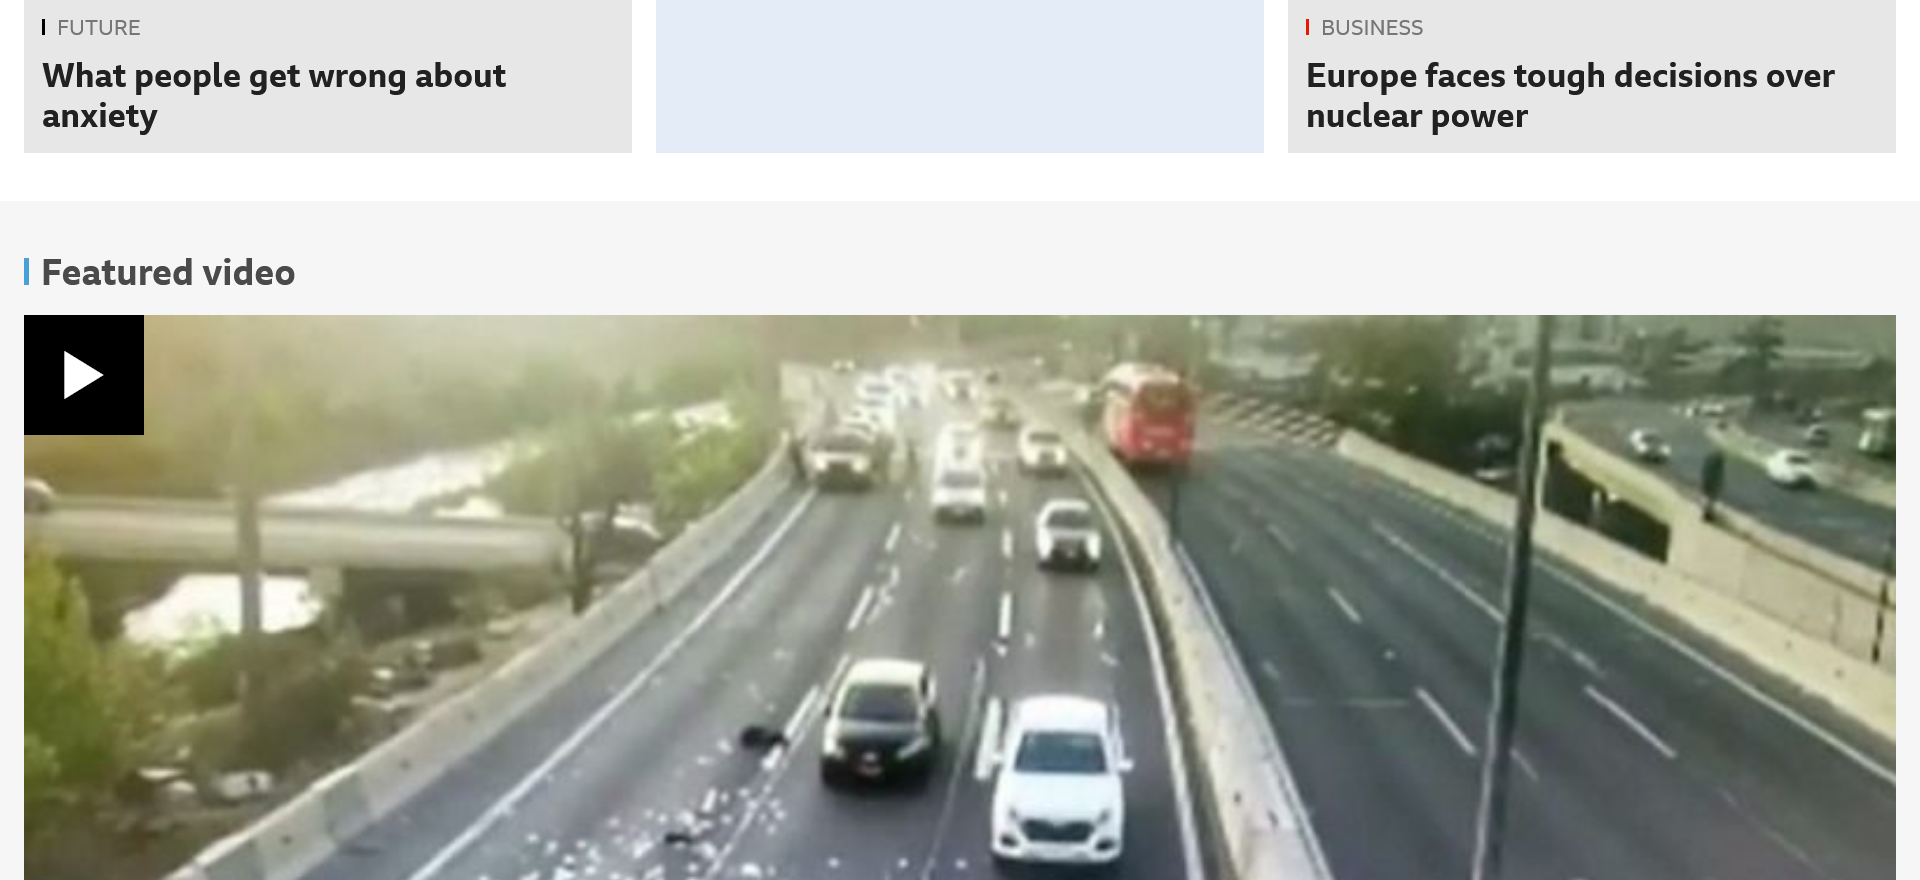 FUTURE
What people get wrong about
anxiety
BUSINESS
Europe faces tough decisions over
nuclear power
Featured video